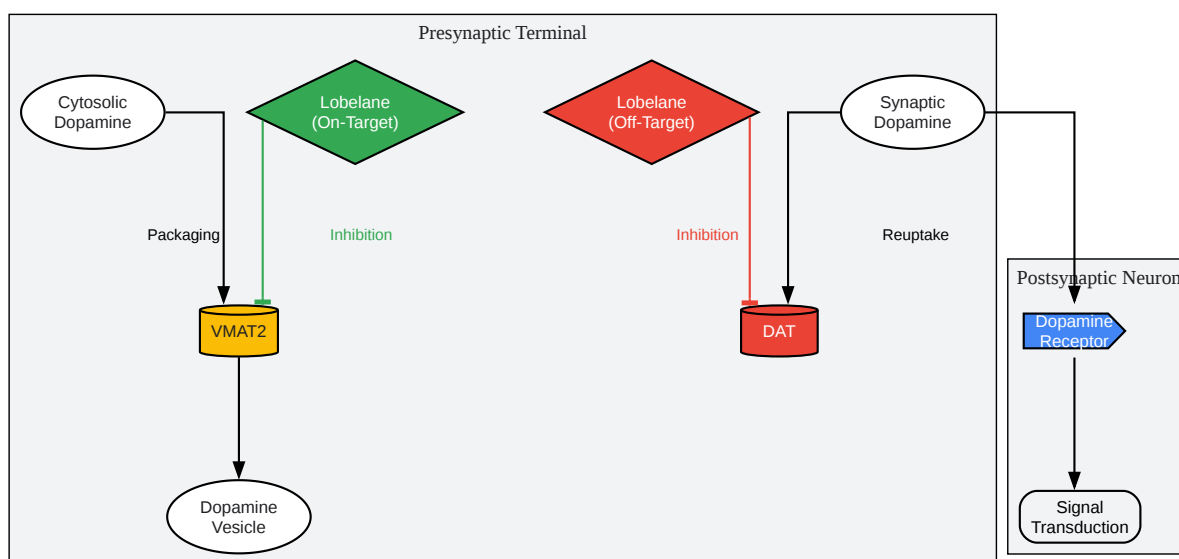 Presynaptic Terminal
Cytosolic
Dopamine
Lobelane
(On-Target)
Lobelane
(Off-Target)
Synaptic
Dopamine
Packaging
Inhibition
Inhibition
Reuptake
Postsynaptic Neuron
VMAT2
DAT
Dopamine
Receptor
Dopamine
Vesicle
Signal
Transduction